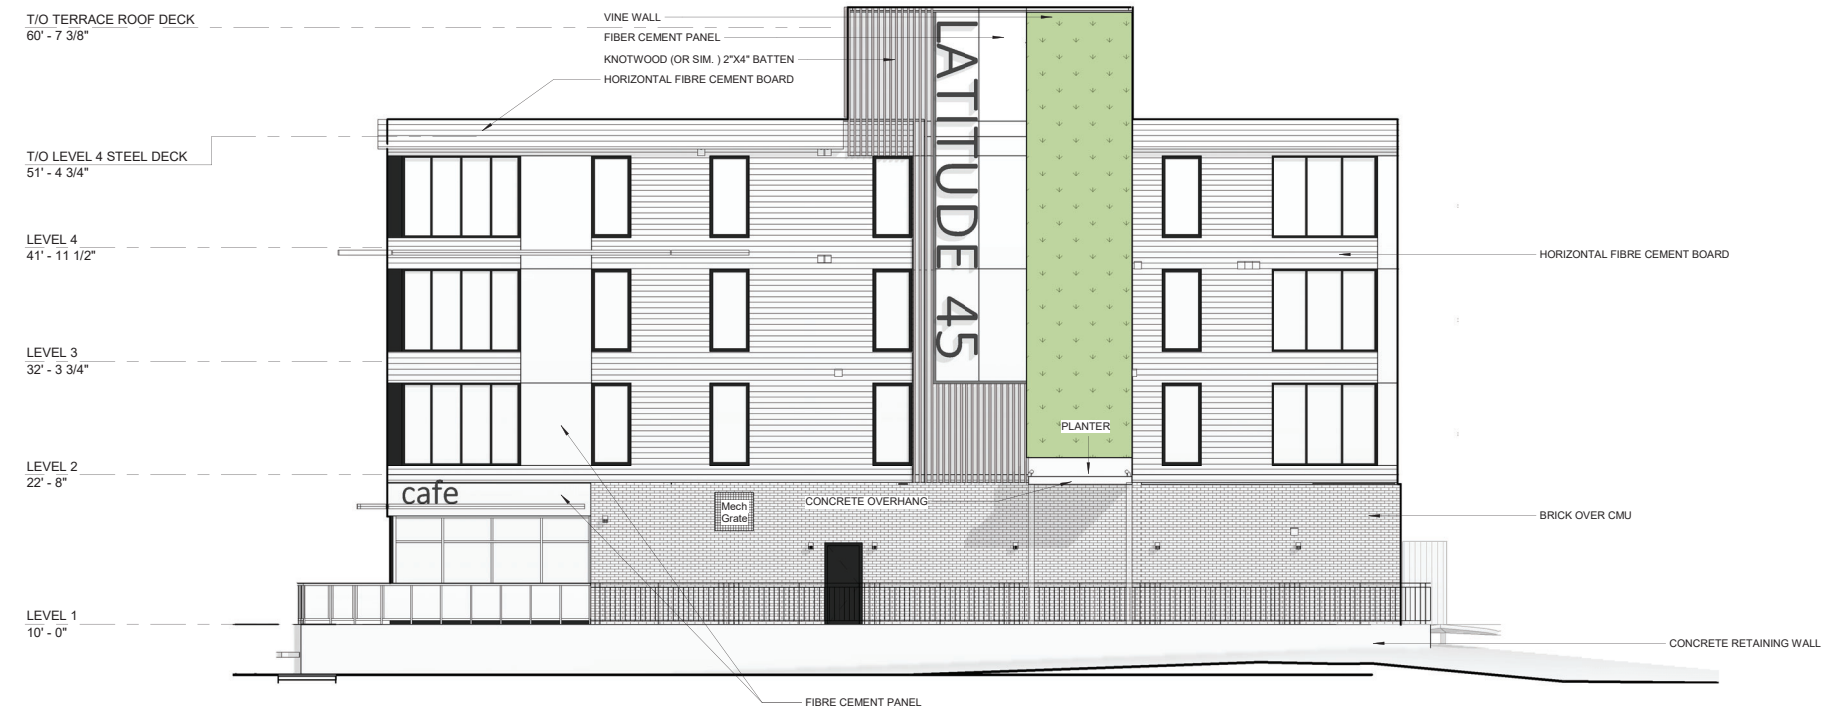 T/O TERRACE ROOF DECK
60' - 7 3/8"
VINE WALL
FIBER CEMENT PANEL
KNOTWOOD (OR SIM. ) 2"X4" BATTEN
HORIZONTAL FIBRE CEMENT BOARD
LATITUDE 45
T/O LEVEL 4 STEEL DECK
51' - 4 3/4"
LEVEL 4
41' - 11 1/2"
HORIZONTAL FIBRE CEMENT BOARD
LEVEL 3
32' - 3 3/4"
PLANTER
LEVEL 2
22' - 8"
cafe
Mech
Grate
CONCRETE OVERHANG
BRICK OVER CMU
LEVEL 1
10' - 0"
CONCRETE RETAINING WALL
FIBRE CEMENT PANEL